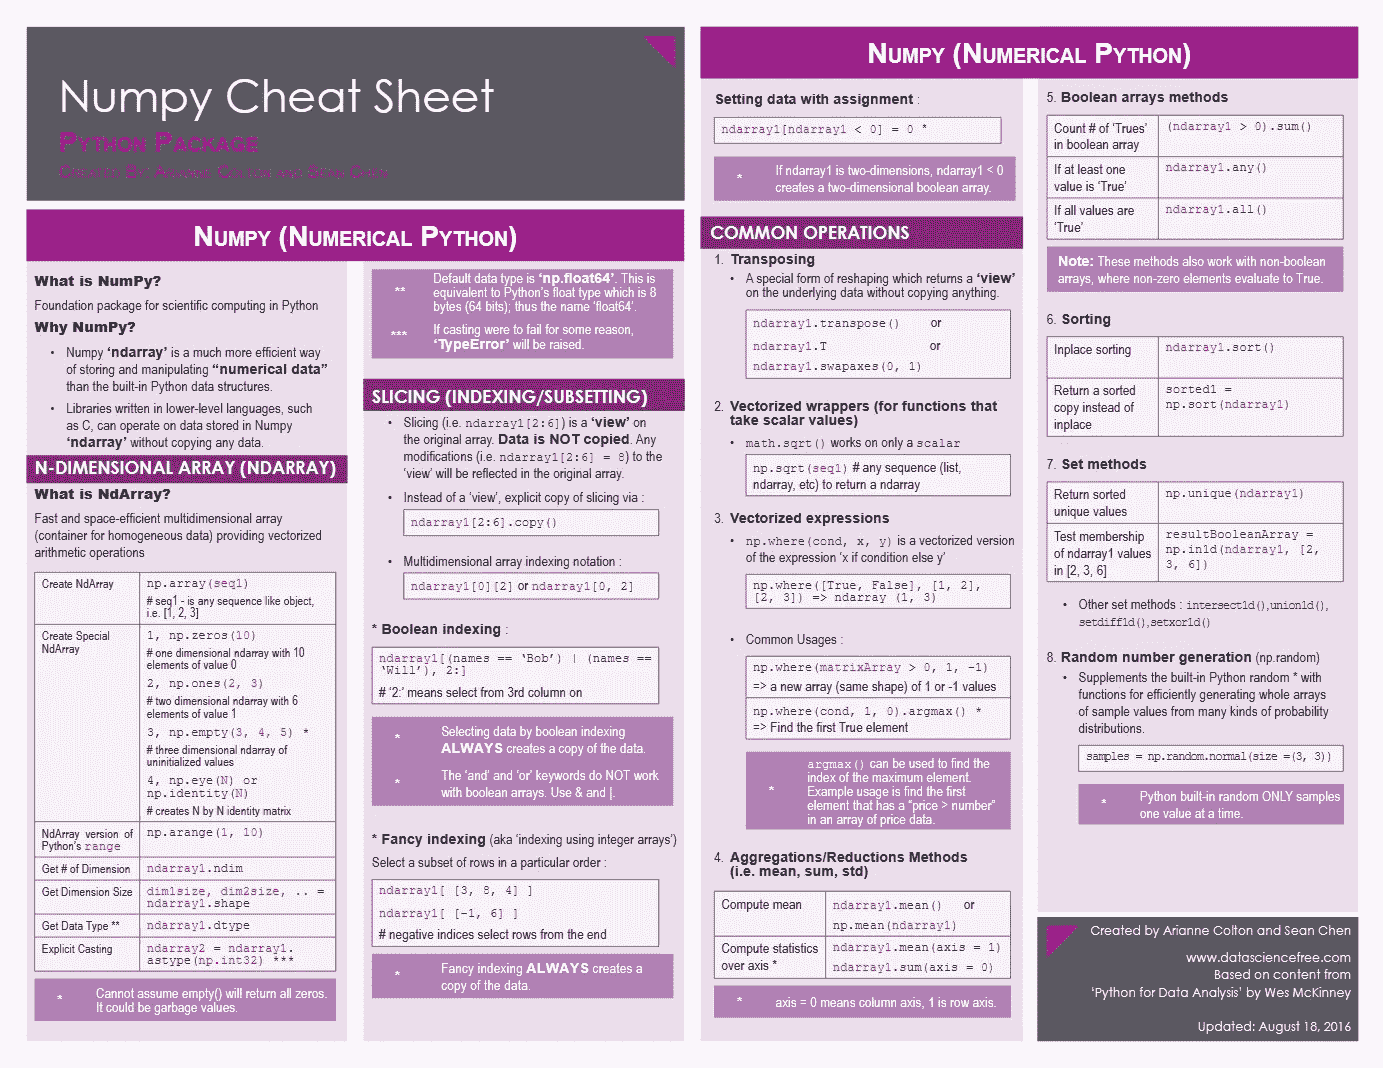 Numpy Cheat Sheet
PYTHON PACKAGE
CREATED BY: ARIANNE COLTON AND SEAN CHEN
NUMPY (NUMERICAL PYTHON)
What is NumPy?
Foundation package for scientific computing in Python
Why NumPy?
• Numpy ‘ndarray’ is a much more efficient way
of storing and manipulating “numerical data”
than the built-in Python data structures.
• Libraries written in lower-level languages, such
as C, can operate on data stored in Numpy
‘ndarray’ without copying any data.
N-DIMENSIONAL ARRAY (NDARRAY)
What is NdArray?
Fast and space-efficient multidimensional array
(container for homogeneous data) providing vectorized
arithmetic operations
Create NdArray
np.array(seq1)
# seq1 - is any sequence like object,
i.e. [1, 2, 3]
Create Special
NdArray
1, np.zeros(10)
# one dimensional ndarray with 10
elements of value 0
2, np.ones(2, 3)
# two dimensional ndarray with 6
elements of value 1
3, np.empty(3, 4, 5) *
# three dimensional ndarray of
uninitialized values
4, np.eye(N) or
np.identity(N)
# creates N by N identity matrix
NdArray version of
Python’s range
np.arange(1, 10)
Get # of Dimension
ndarray1.ndim
Get Dimension Size
dim1size, dim2size, .. =
ndarray1.shape
Get Data Type **
ndarray1.dtype
Explicit Casting
ndarray2 = ndarray1.
astype(np.int32) ***
* Cannot assume empty() will return all zeros.
It could be garbage values.
** Default data type is ‘np.float64’. This is
equivalent to Python’s float type which is 8
bytes (64 bits); thus the name ‘float64’.
*** If casting were to fail for some reason,
‘TypeError’ will be raised.
SLICING (INDEXING/SUBSETTING)
• Slicing (i.e. ndarray1[2:6]) is a ‘view’ on
the original array. Data is NOT copied. Any
modifications (i.e. ndarray1[2:6] = 8) to the
‘view’ will be reflected in the original array.
• Instead of a ‘view’, explicit copy of slicing via :
ndarray1[2:6].copy()
• Multidimensional array indexing notation :
ndarray1[0][2] or ndarray1[0, 2]
* Boolean indexing :
ndarray1[(names == ‘Bob’) | (names ==
‘Will’), 2:]
# ‘2:’ means select from 3rd column on
* Selecting data by boolean indexing
ALWAYS creates a copy of the data.
* The ‘and’ and ‘or’ keywords do NOT work
with boolean arrays. Use & and |.
* Fancy indexing (aka ‘indexing using integer arrays’)
Select a subset of rows in a particular order :
ndarray1[ [3, 8, 4] ]
ndarray1[ [-1, 6] ]
# negative indices select rows from the end
* Fancy indexing ALWAYS creates a
copy of the data.
NUMPY (NUMERICAL PYTHON)
Setting data with assignment :
ndarray1[ndarray1 < 0] = 0 *
* If ndarray1 is two-dimensions, ndarray1 < 0
creates a two-dimensional boolean array.
COMMON OPERATIONS
1. Transposing
• A special form of reshaping which returns a ‘view’
on the underlying data without copying anything.
ndarray1.transpose() or
ndarray1.T or
ndarray1.swapaxes(0, 1)
2. Vectorized wrappers (for functions that
take scalar values)
• math.sqrt() works on only a scalar
np.sqrt(seq1) # any sequence (list,
ndarray, etc) to return a ndarray
3. Vectorized expressions
• np.where(cond, x, y) is a vectorized version
of the expression ‘x if condition else y’
np.where([True, False], [1, 2],
[2, 3]) => ndarray (1, 3)
• Common Usages :
np.where(matrixArray > 0, 1, -1)
=> a new array (same shape) of 1 or -1 values
np.where(cond, 1, 0).argmax() *
=> Find the first True element
* argmax() can be used to find the
index of the maximum element.
Example usage is find the first
element that has a “price > number”
in an array of price data.
4. Aggregations/Reductions Methods
(i.e. mean, sum, std)
Compute mean
ndarray1.mean() or
np.mean(ndarray1)
Compute statistics
over axis *
ndarray1.mean(axis = 1)
ndarray1.sum(axis = 0)
* axis = 0 means column axis, 1 is row axis.
5. Boolean arrays methods
Count # of ‘Trues’
in boolean array
(ndarray1 > 0).sum()
If at least one
value is ‘True’
ndarray1.any()
If all values are
‘True’
ndarray1.all()
Note: These methods also work with non-boolean
arrays, where non-zero elements evaluate to True.
6. Sorting
Inplace sorting
ndarray1.sort()
Return a sorted
copy instead of
inplace
sorted1 =
np.sort(ndarray1)
7. Set methods
Return sorted
unique values
np.unique(ndarray1)
Test membership
of ndarray1 values
in [2, 3, 6]
resultBooleanArray =
np.in1d(ndarray1, [2,
3, 6])
• Other set methods : intersect1d(),union1d(),
setdiff1d(),setxor1d()
8. Random number generation (np.random)
• Supplements the built-in Python random * with
functions for efficiently generating whole arrays
of sample values from many kinds of probability
distributions.
samples = np.random.normal(size =(3, 3))
* Python built-in random ONLY samples
one value at a time.
Created by Arianne Colton and Sean Chen
www.datasciencefree.com
Based on content from
‘Python for Data Analysis’ by Wes McKinney
Updated: August 18, 2016